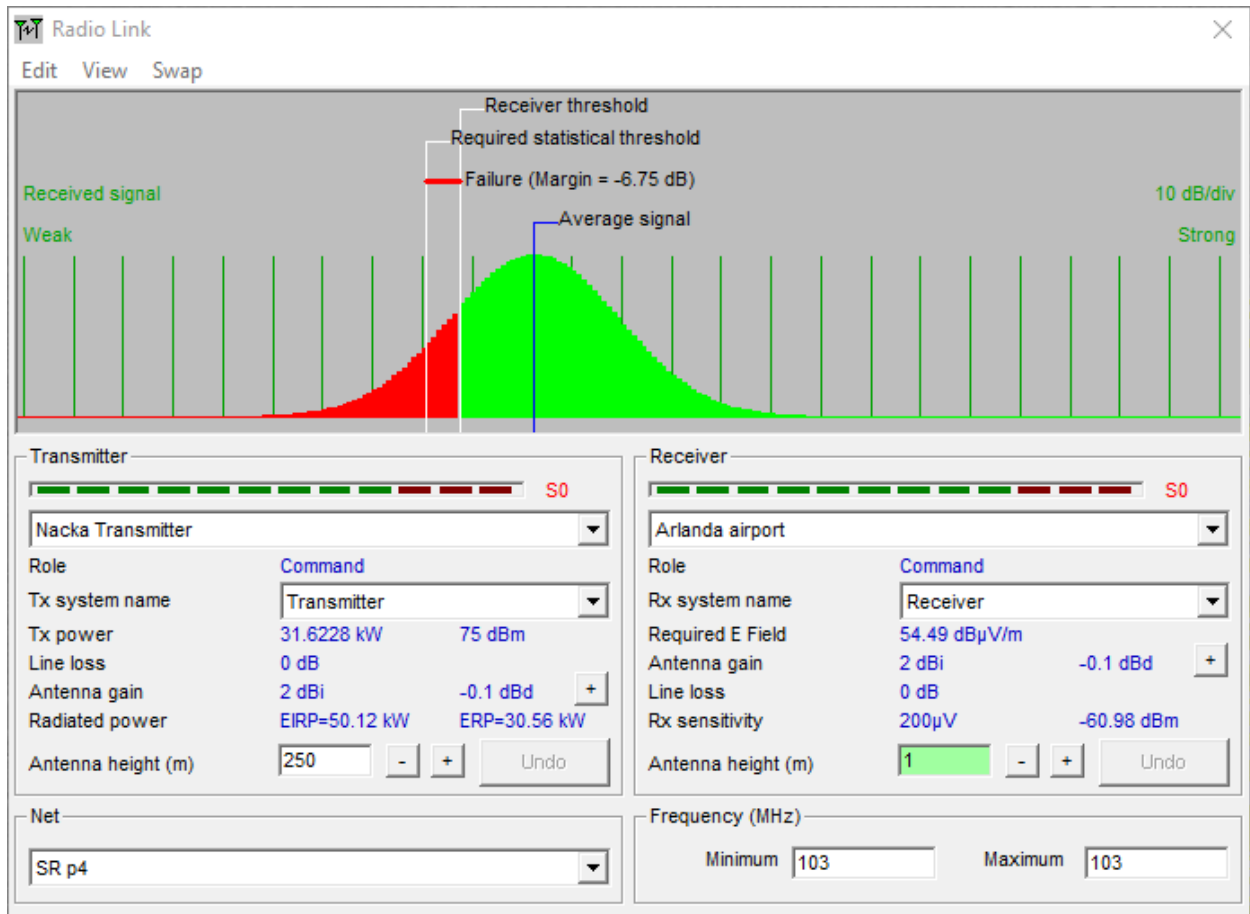 Radio Link
Edit View Swap
Receiver threshold
Required statistical threshold
Failure (Margin = -6.75 dB)
Received signal 10 dB/div
Average signal
Weak Strong
Transmitter
S0
Nacka Transmitter
Role Command
Tx system name Transmitter
Tx power 31.6228 kW 75 dBm
Line loss 0 dB
Antenna gain 2 dBi -0.1 dBd +
Radiated power EIRP=50.12 kW ERP=30.56 kW
Antenna height (m) 250 - + Undo
Receiver
S0
Arlanda airport
Role Command
Rx system name Receiver
Required E Field 54.49 dBµV/m
Antenna gain 2 dBi -0.1 dBd +
Line loss 0 dB
Rx sensitivity 200µV -60.98 dBm
Antenna height (m) 1 - + Undo
Net
SR p4
Frequency (MHz)
Minimum 103 Maximum 103